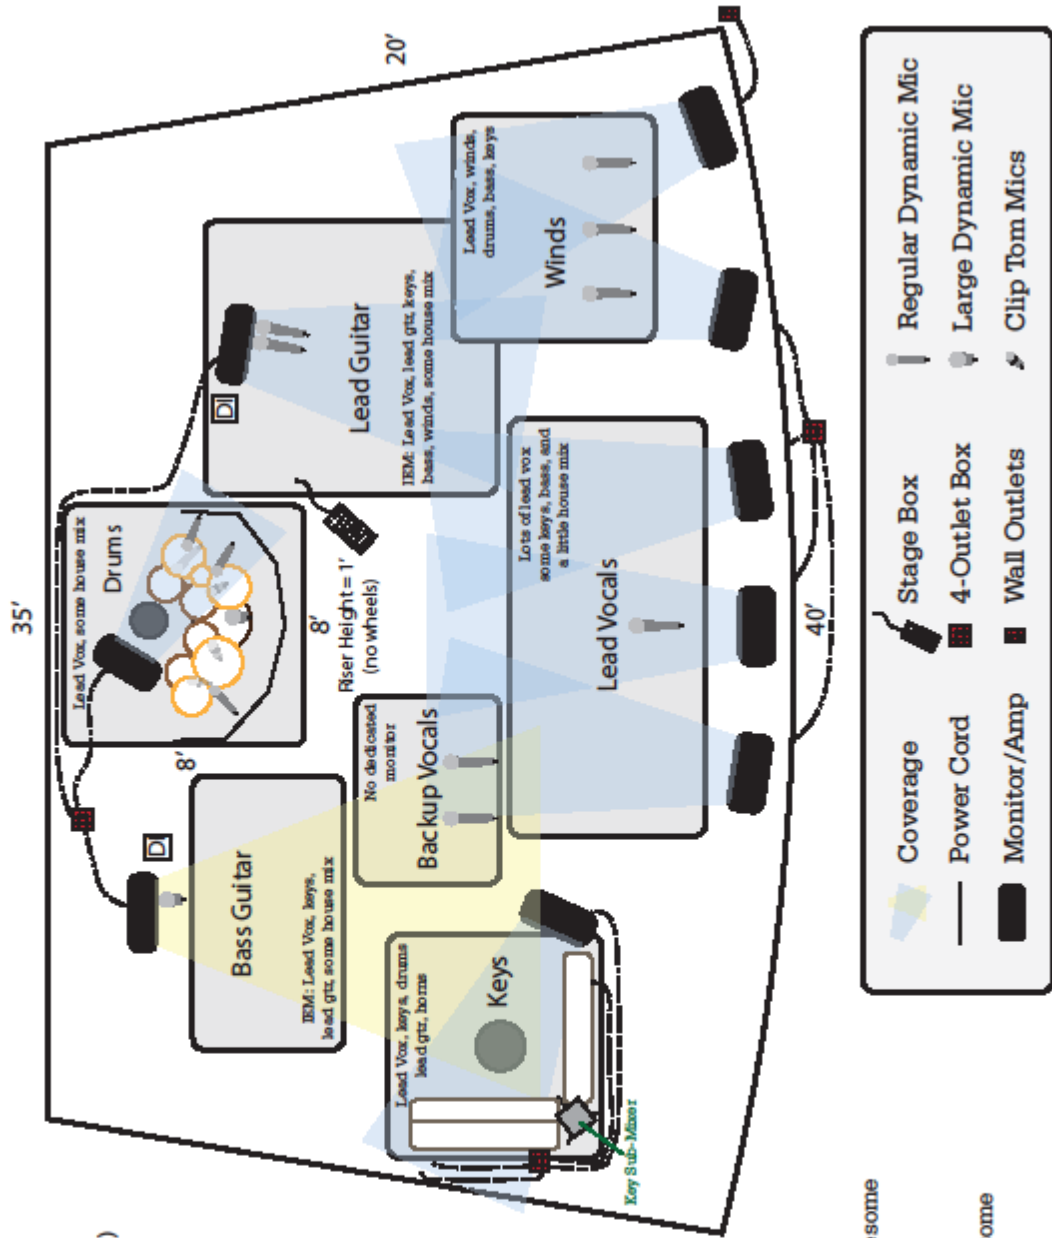 35'
20'
40'
Lead Vox, some house mix
Drums
8'
8'
Riser Height = 1'
(no wheels)
DI
Bass Guitar
IEM: Lead Vox, keys,
lead gtr, some house mix
DI
Lead Guitar
IEM: Lead Vox, lead gtr, keys,
bass, winds, some house mix
Lead Vox, winds,
drums, bass, keys
Winds
No dedicated
monitor
Backup Vocals
Lots of lead vox
some keys, bass, and
a little house mix
Lead Vocals
Lead Vox, keys, drums
lead gtr, horns
Keys
Key Sub-Mixer
Coverage
Power Cord
Monitor/Amp
Stage Box
4-Outlet Box
Wall Outlets
Regular Dynamic Mic
Large Dynamic Mic
Clip Tom Mics
)